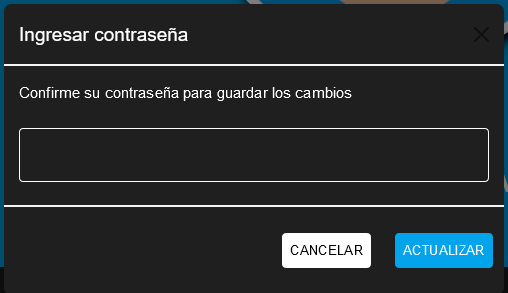 Ingresar contraseña
Confirme su contraseña para guardar los cambios
CANCELAR
ACTUALIZAR